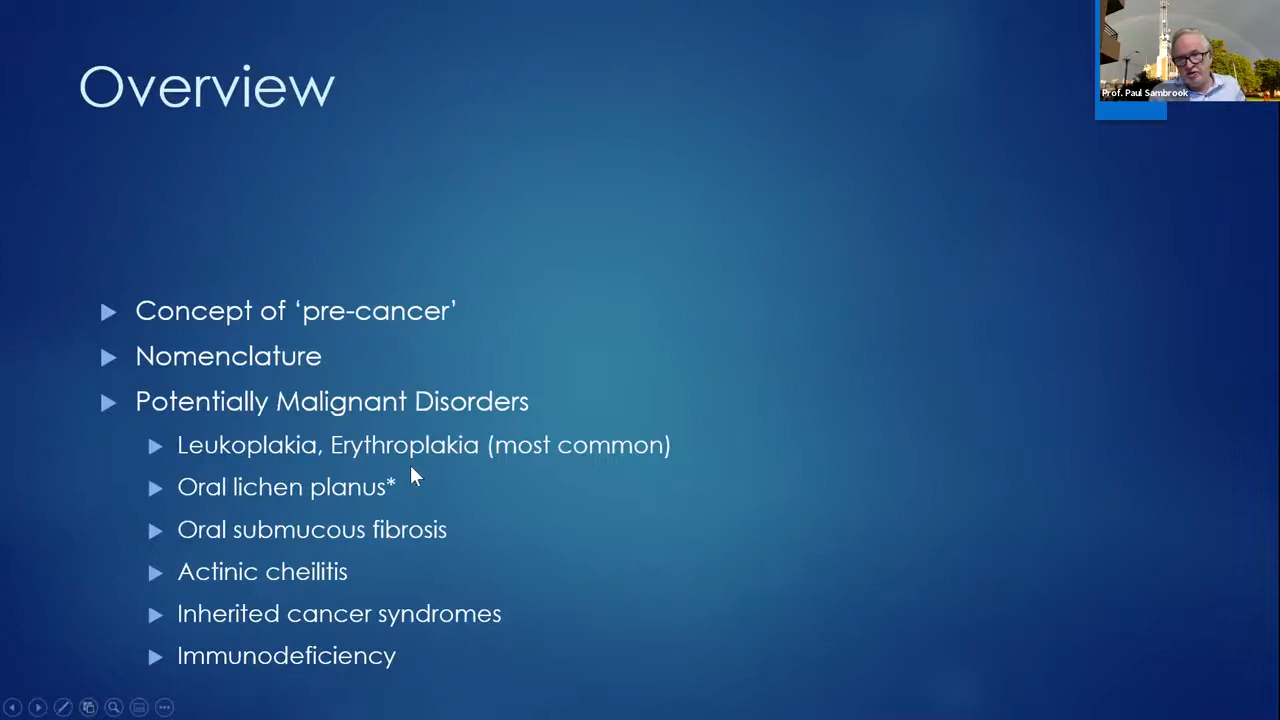 Overview
Prof. Paul Sambrook
Concept of ‘pre-cancer’
Nomenclature
Potentially Malignant Disorders
Leukoplakia, Erythroplakia (most common)
Oral lichen planus*
Oral submucous fibrosis
Actinic cheilitis
Inherited cancer syndromes
Immunodeficiency